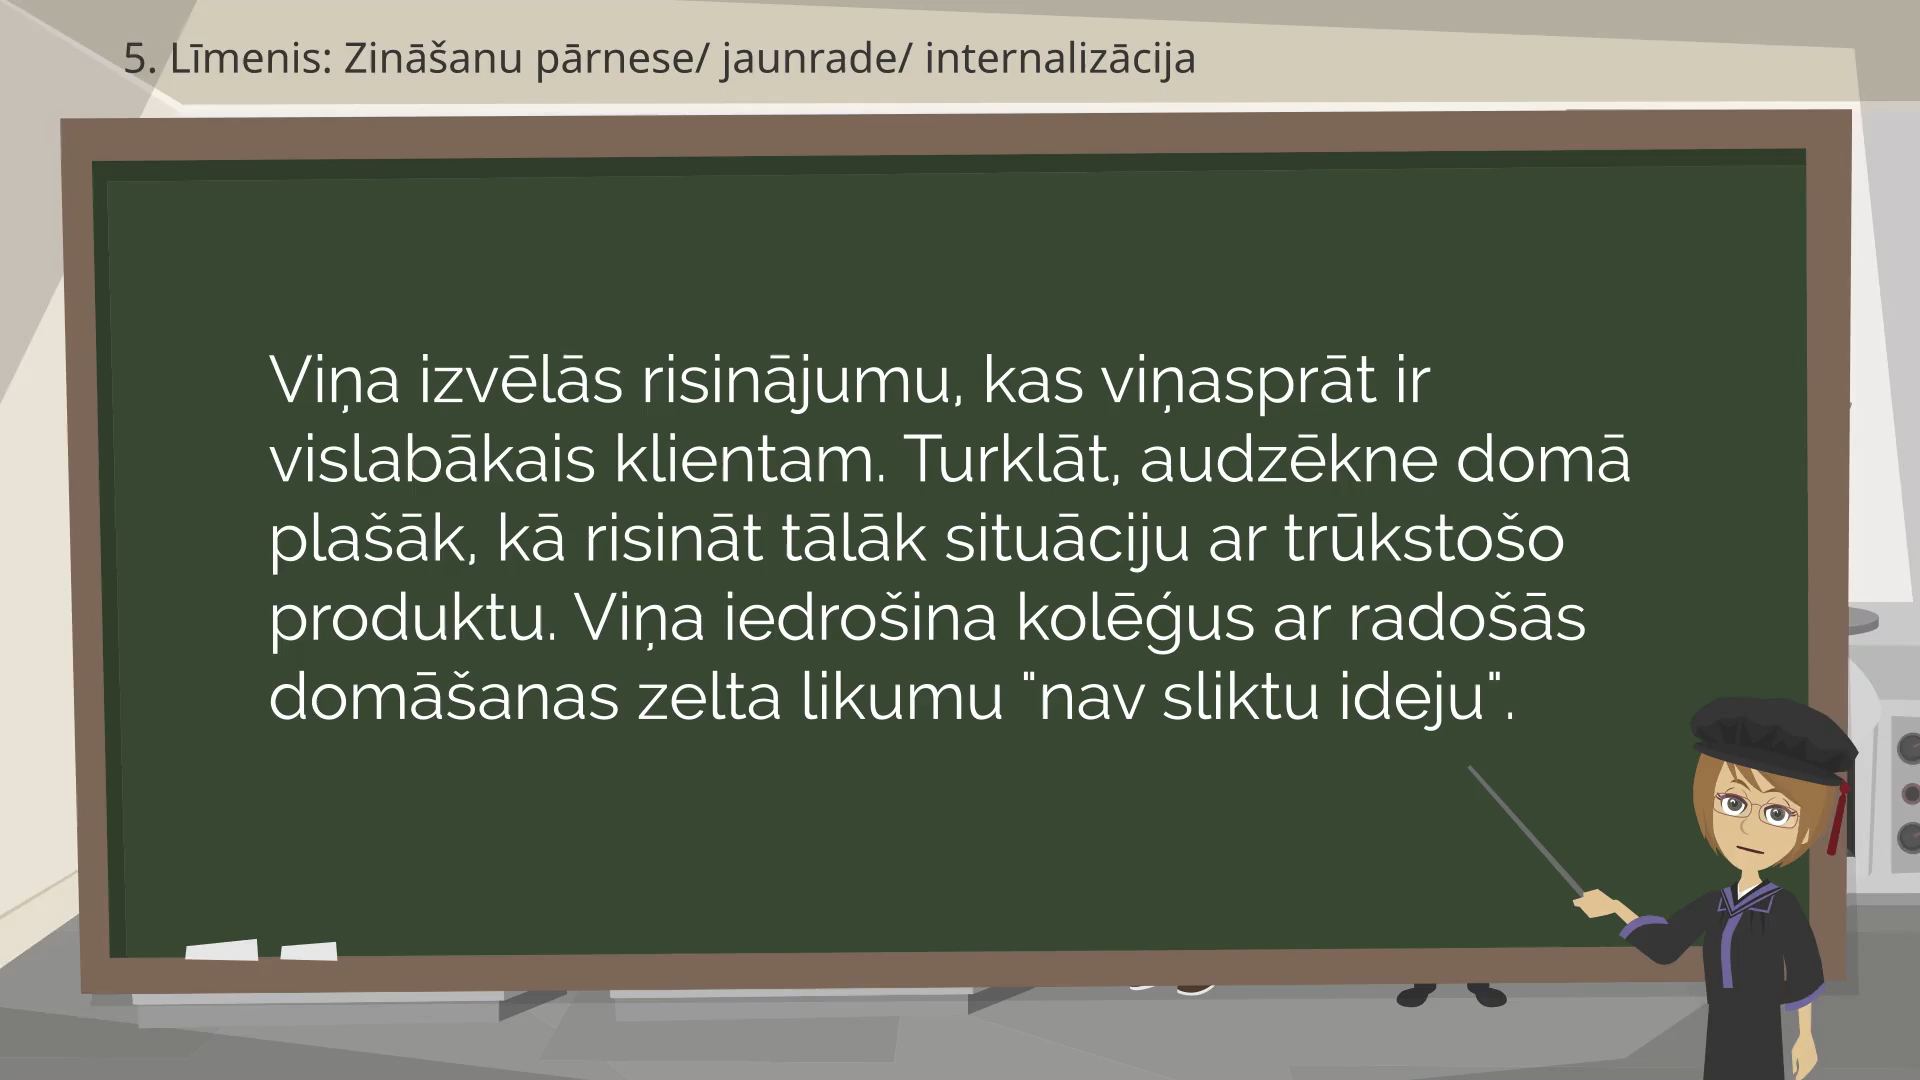 5. Līmenis: Zināšanu pārnese/ jaunrade/ internalizācija
Viņa izvēlās risinājumu, kas viņasprāt ir
vislabākais klientam. Turklāt, audzēkne domā
plašāk, kā risināt tālāk situāciju ar trūkstošo
produktu. Viņa iedrošina kolēģus ar radošās
domāšanas zelta likumu "nav sliktu ideju".